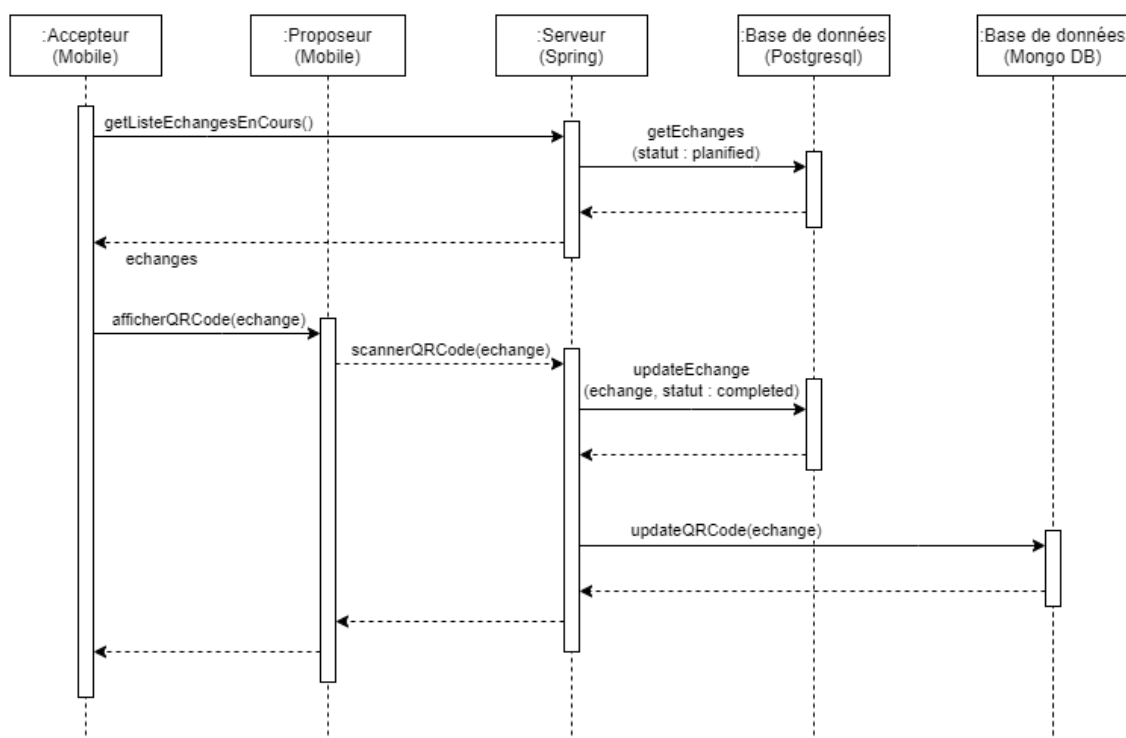 :Accepteur
(Mobile)
:Proposeur
(Mobile)
:Serveur
(Spring)
:Base de données
(Postgresql)
:Base de données
(Mongo DB)
getListeEchangesEnCours()
getEchanges
(statut : planified)
echanges
afficherQRCode(echange)
scannerQRCode(echange)
updateEchange
(echange, statut : completed)
updateQRCode(echange)